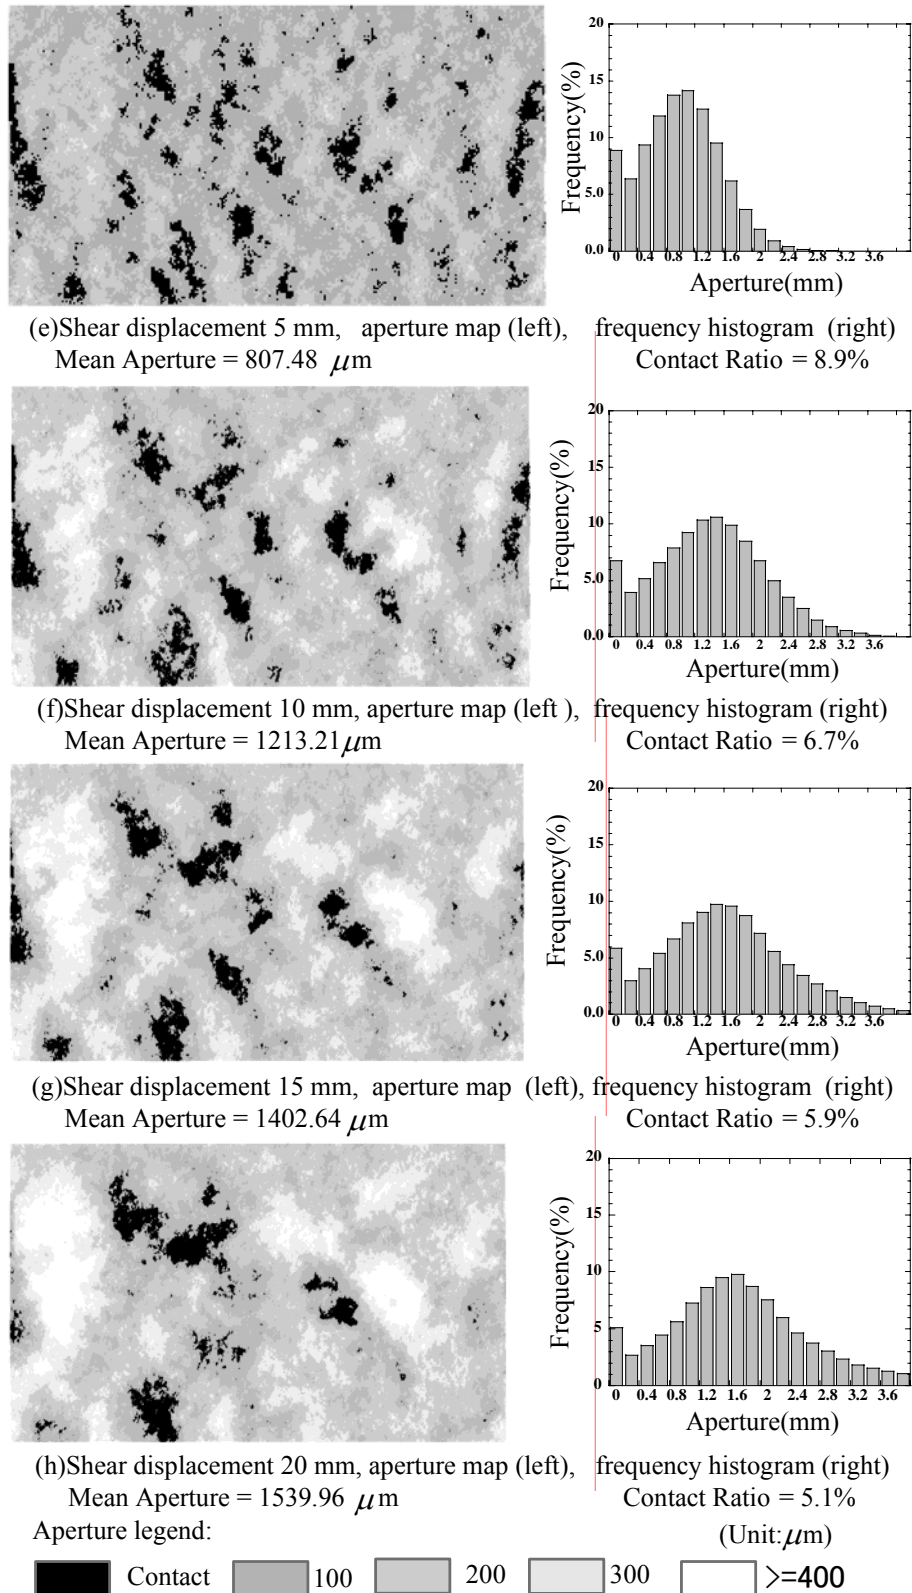 20
15
10
5.0
0.0
Frequency(%)
0 0.4 0.8 1.2 1.6 2 2.4 2.8 3.2 3.6
Aperture(mm)
(e)Shear displacement 5 mm, aperture map (left), frequency histogram (right)
Mean Aperture = 807.48 μm Contact Ratio = 8.9%
20
15
10
5.0
0.0
Frequency(%)
0 0.4 0.8 1.2 1.6 2 2.4 2.8 3.2 3.6
Aperture(mm)
(f)Shear displacement 10 mm, aperture map (left ), frequency histogram (right)
Mean Aperture = 1213.21 μm Contact Ratio = 6.7%
20
15
10
5.0
0.0
Frequency(%)
0 0.4 0.8 1.2 1.6 2 2.4 2.8 3.2 3.6
Aperture(mm)
(g)Shear displacement 15 mm, aperture map (left), frequency histogram (right)
Mean Aperture = 1402.64 μm Contact Ratio = 5.9%
20
15
10
5
0
Frequency(%)
0 0.4 0.8 1.2 1.6 2 2.4 2.8 3.2 3.6
Aperture(mm)
(h)Shear displacement 20 mm, aperture map (left), frequency histogram (right)
Mean Aperture = 1539.96 μm Contact Ratio = 5.1%
Aperture legend: (Unit:μm)
Contact 100 200 300 >=400